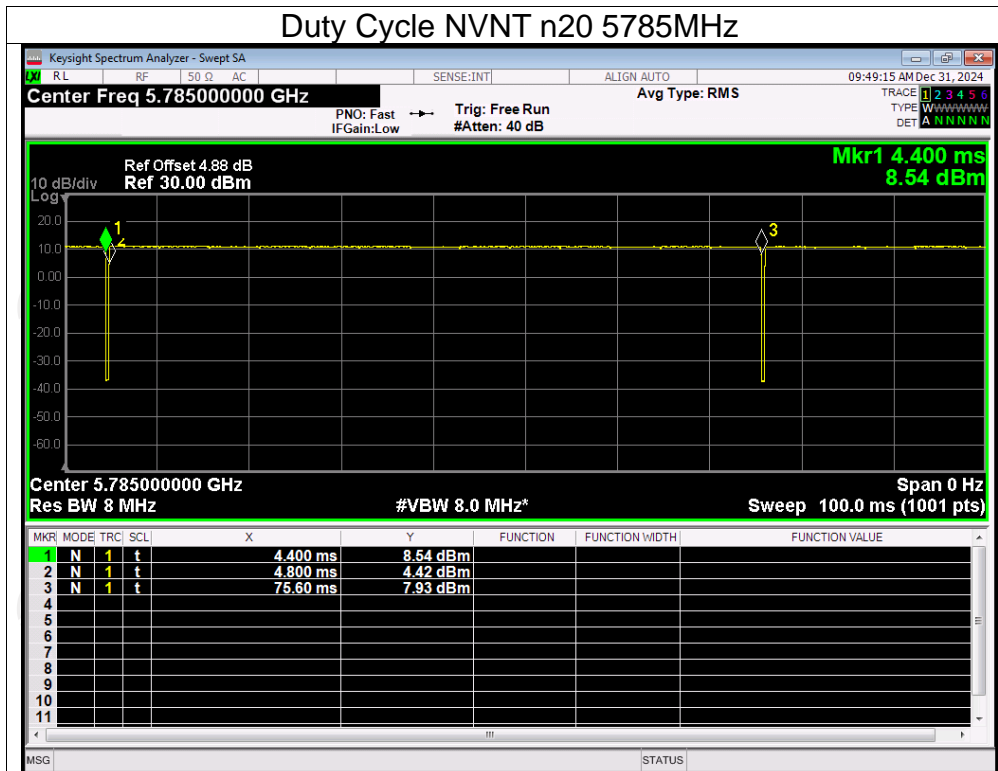 Duty Cycle NVNT n20 5785MHz
Keysight Spectrum Analyzer - Swept SA
LXI RL RF 50 Ω AC SENSE:INT ALIGN AUTO 09:49:15 AM Dec 31, 2024
Center Freq 5.785000000 GHz Avg Type: RMS TRACE 1 2 3 4 5 6
PNO: Fast Trig: Free Run TYPE WWWWWWW
IFGain:Low #Atten: 40 dB DET A N N N N N
Mkr1 4.400 ms
Ref Offset 4.88 dB
10 dB/div Ref 30.00 dBm 8.54 dBm
Log
20.0
1
2
3
10.0
0.00
-10.0
-20.0
-30.0
-40.0
-50.0
-60.0
Center 5.785000000 GHz Span 0 Hz
Res BW 8 MHz #VBW 8.0 MHz* Sweep 100.0 ms (1001 pts)
MKR MODE TRC SCL X Y FUNCTION FUNCTION WIDTH FUNCTION VALUE
1 N 1 t 4.400 ms 8.54 dBm
2 N 1 t 4.800 ms 4.42 dBm
3 N 1 t 75.60 ms 7.93 dBm
4
5
6
7
8
9
10
11
MSG STATUS